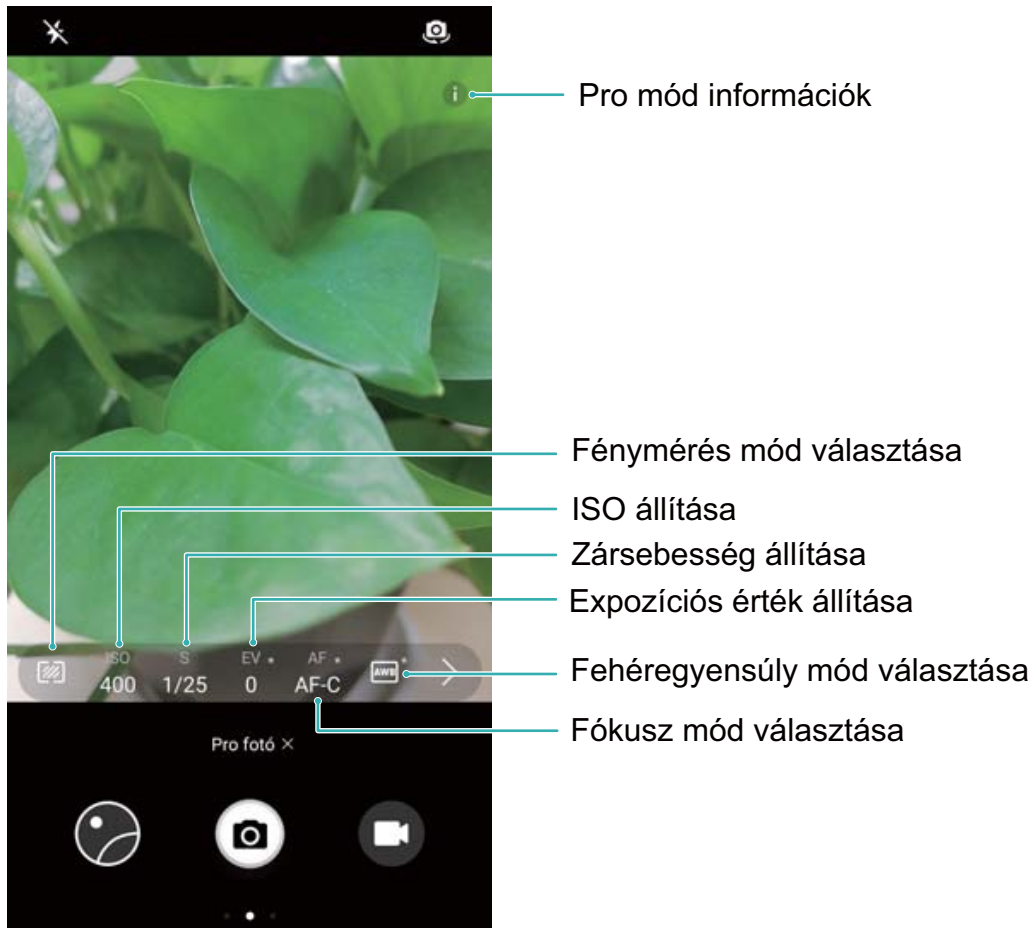 Pro mód információk
Fénymérés mód választása
ISO állítása
Zársebesség állítása
Expozíciós érték állítása
ISO S EV AF
400 1/25 0 AF-C AWB
Fehéregyensúly mód választása
Fókusz mód választása
Pro fotó ×